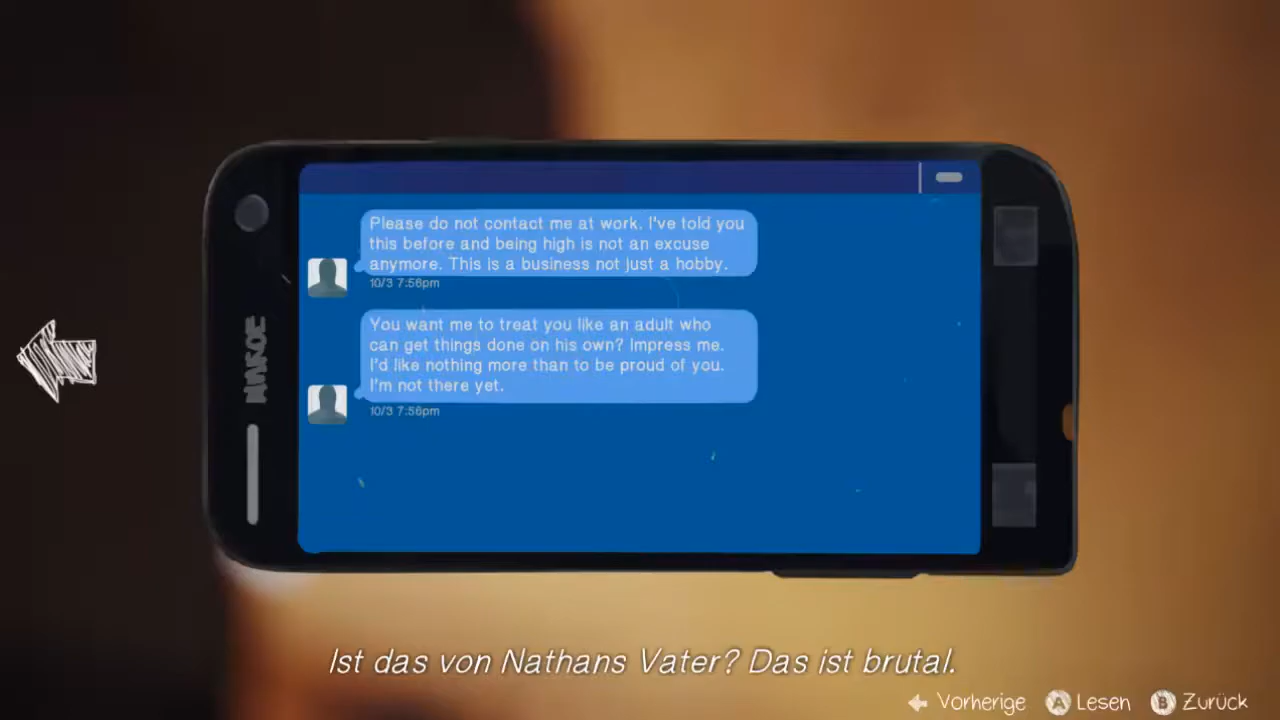 Please do not contact me at work. I've told you
this before and being high is not an excuse
anymore. This is a business not just a hobby.
10/3 7:56pm
You want me to treat you like an adult who
can get things done on his own? Impress me.
I'd like nothing more than to be proud of you.
I'm not there yet.
10/3 7:56pm
Ist das von Nathans Vater? Das ist brutal.
Vorherige A Lesen B Zurück